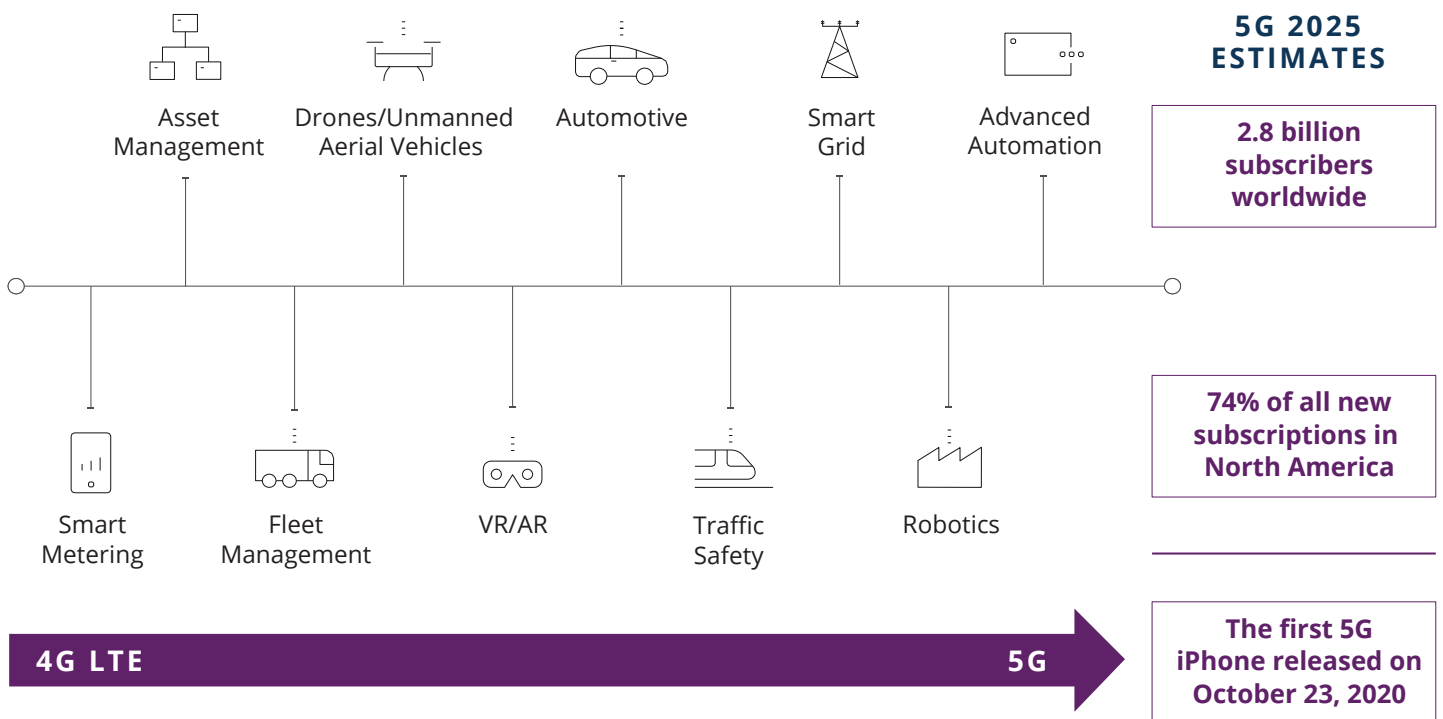 Asset
Management
Drones/Unmanned
Aerial Vehicles
Automotive
Smart
Grid
Advanced
Automation
Smart
Metering
Fleet
Management
VR/AR
Traffic
Safety
Robotics
4G LTE
5G
5G 2025
ESTIMATES
2.8 billion
subscribers
worldwide
74% of all new
subscriptions in
North America
The first 5G
iPhone released on
October 23, 2020